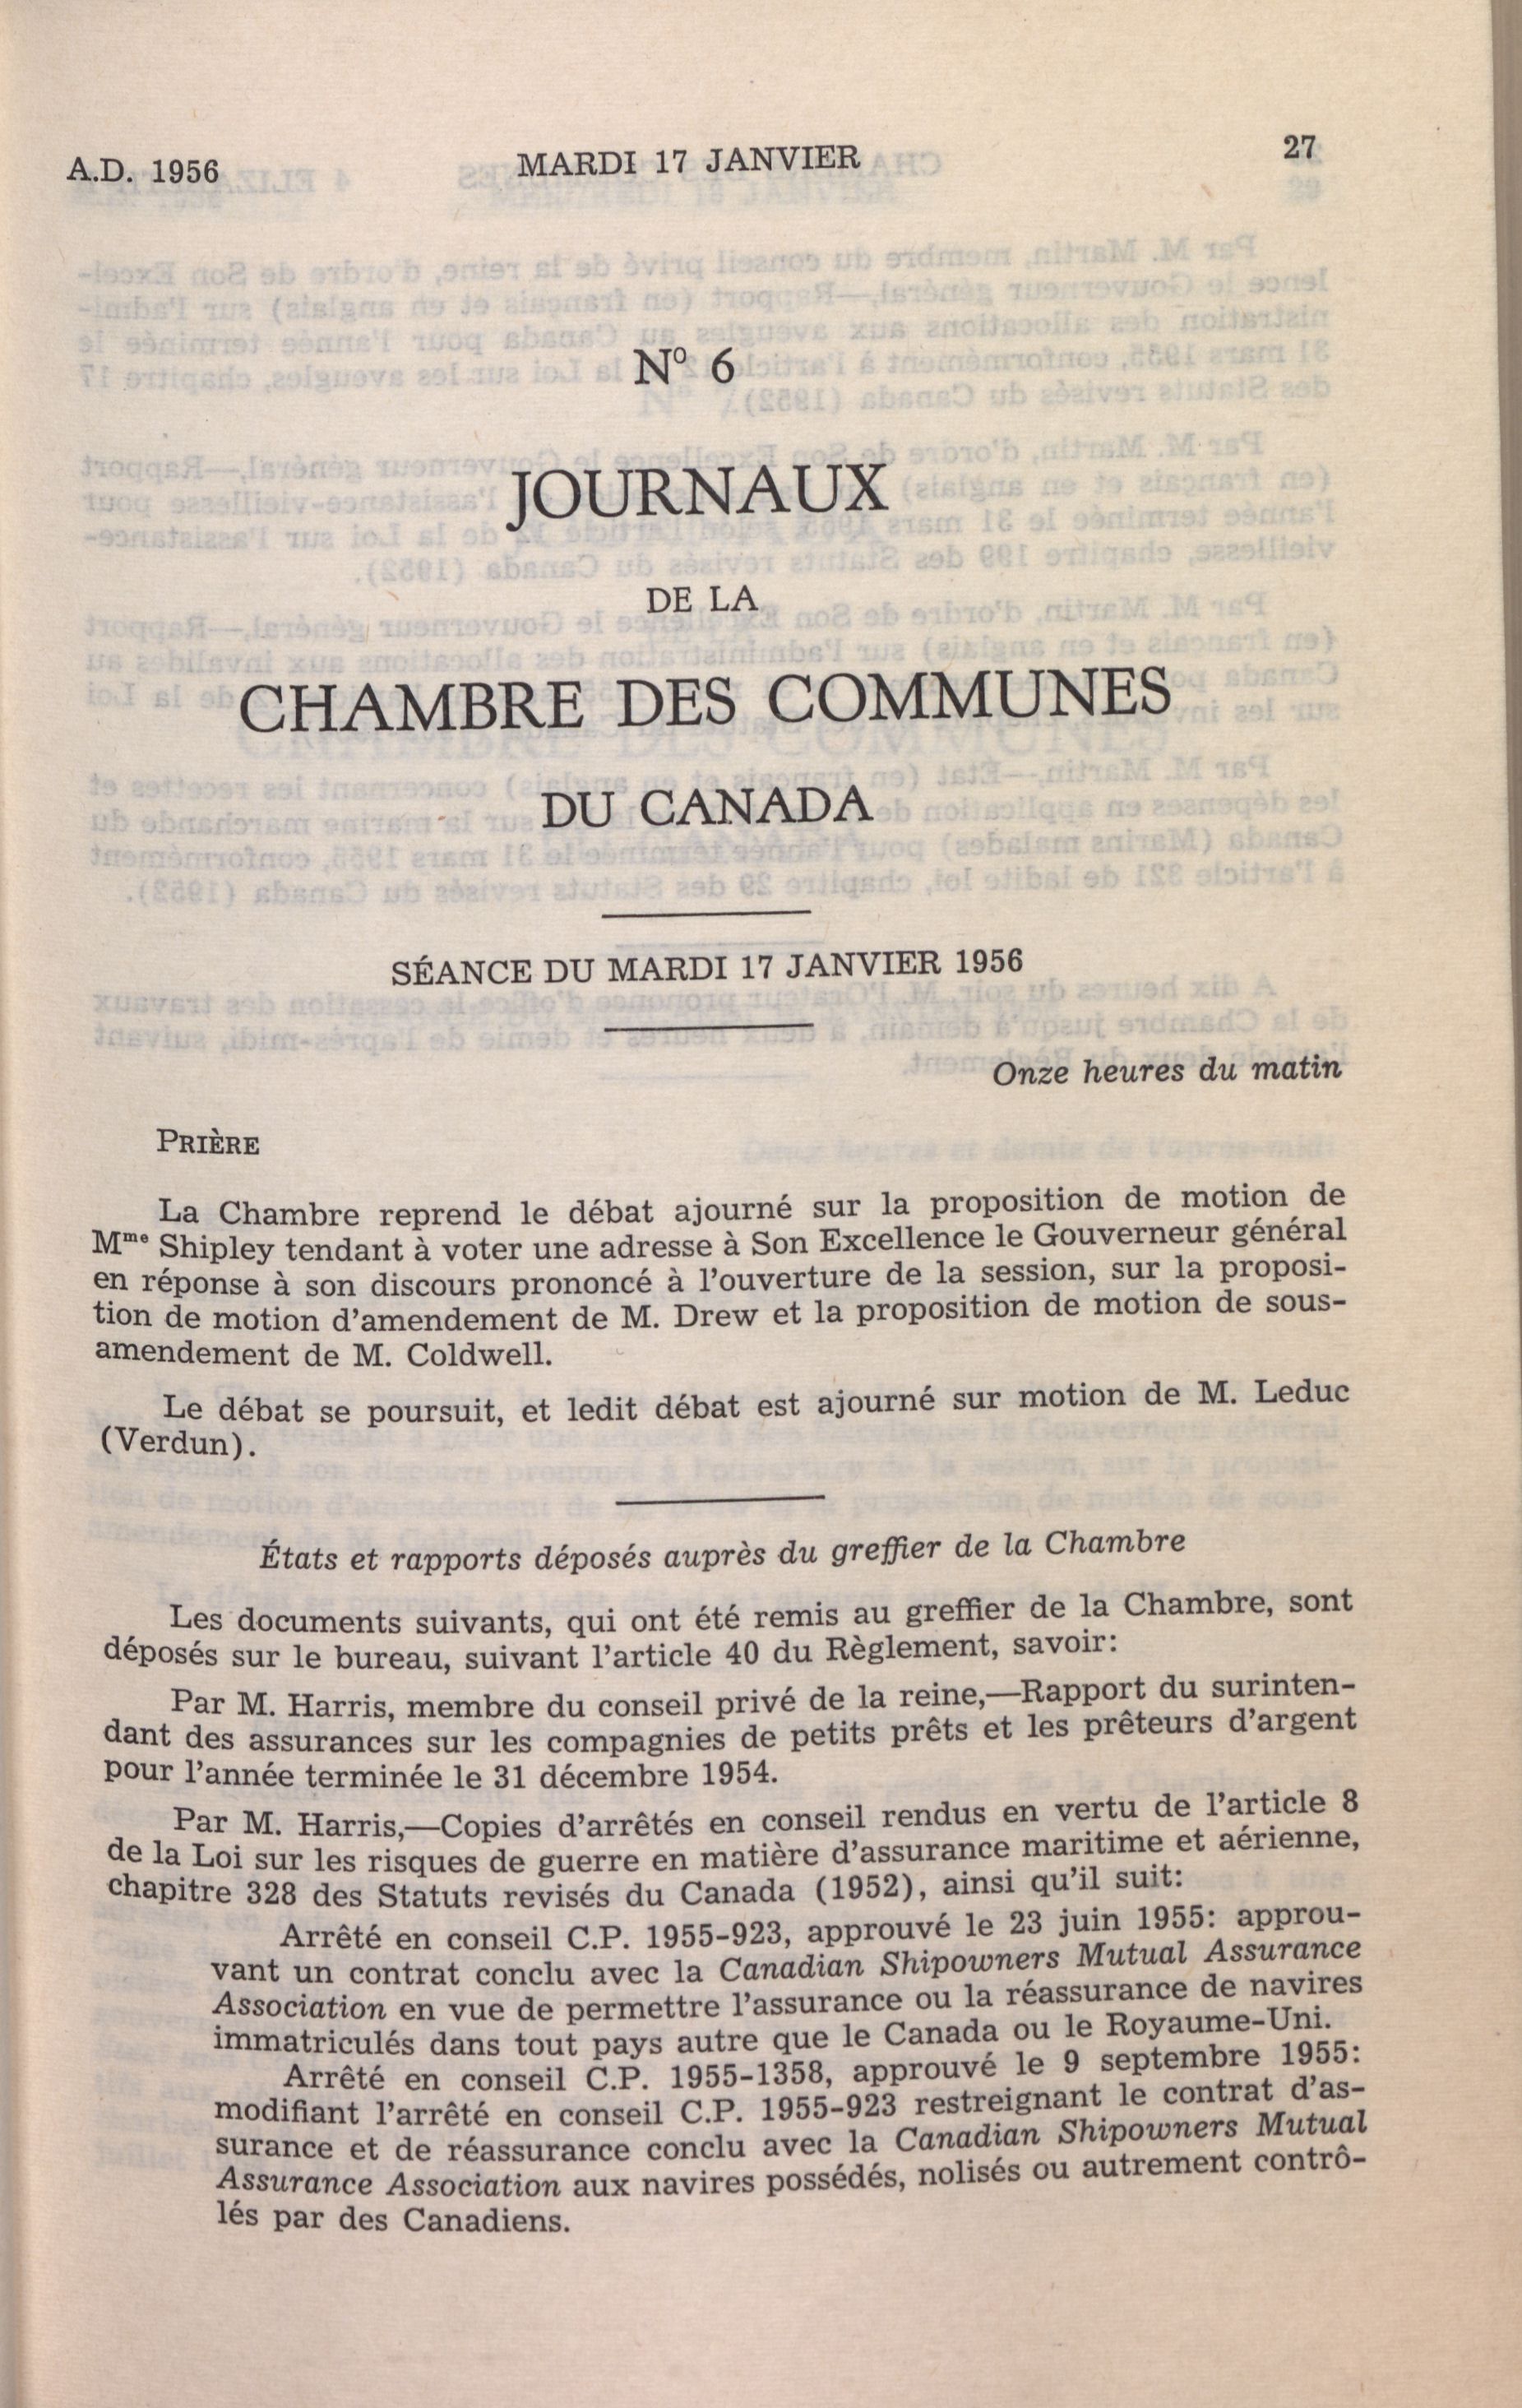 A.D. 1956 MARDI 17 JANVIER 27
Nº 6
JOURNAUX
DE LA
CHAMBRE DES COMMUNES
DU CANADA
SÉANCE DU MARDI 17 JANVIER 1956
Onze heures du matin
PRIÈRE
La Chambre reprend le débat ajourné sur la proposition de motion de
Mme Shipley tendant à voter une adresse à Son Excellence le Gouverneur général
en réponse à son discours prononcé à l'ouverture de la session, sur la proposi-
tion de motion d'amendement de M. Drew et la proposition de motion de sous-
amendement de M. Coldwell.
Le débat se poursuit, et ledit débat est ajourné sur motion de M. Leduc
(Verdun).
États et rapports déposés auprès du greffier de la Chambre
Les documents suivants, qui ont été remis au greffier de la Chambre, sont
déposés sur le bureau, suivant l'article 40 du Règlement, savoir:
Par M. Harris, membre du conseil privé de la reine,—Rapport du surinten-
dant des assurances sur les compagnies de petits prêts et les prêteurs d'argent
pour l'année terminée le 31 décembre 1954.
Par M. Harris,—Copies d'arrêtés en conseil rendus en vertu de l'article 8
de la Loi sur les risques de guerre en matière d'assurance maritime et aérienne,
chapitre 328 des Statuts revisés du Canada (1952), ainsi qu'il suit:
Arrêté en conseil C.P. 1955-923, approuvé le 23 juin 1955: approu-
vant un contrat conclu avec la Canadian Shipowners Mutual Assurance
Association en vue de permettre l'assurance ou la réassurance de navires
immatriculés dans tout pays autre que le Canada ou le Royaume-Uni.
Arrêté en conseil C.P. 1955-1358, approuvé le 9 septembre 1955:
modifiant l'arrêté en conseil C.P. 1955-923 restreignant le contrat d'as-
surance et de réassurance conclu avec la Canadian Shipowners Mutual
Assurance Association aux navires possédés, nolisés ou autrement contrô-
lés par des Canadiens.